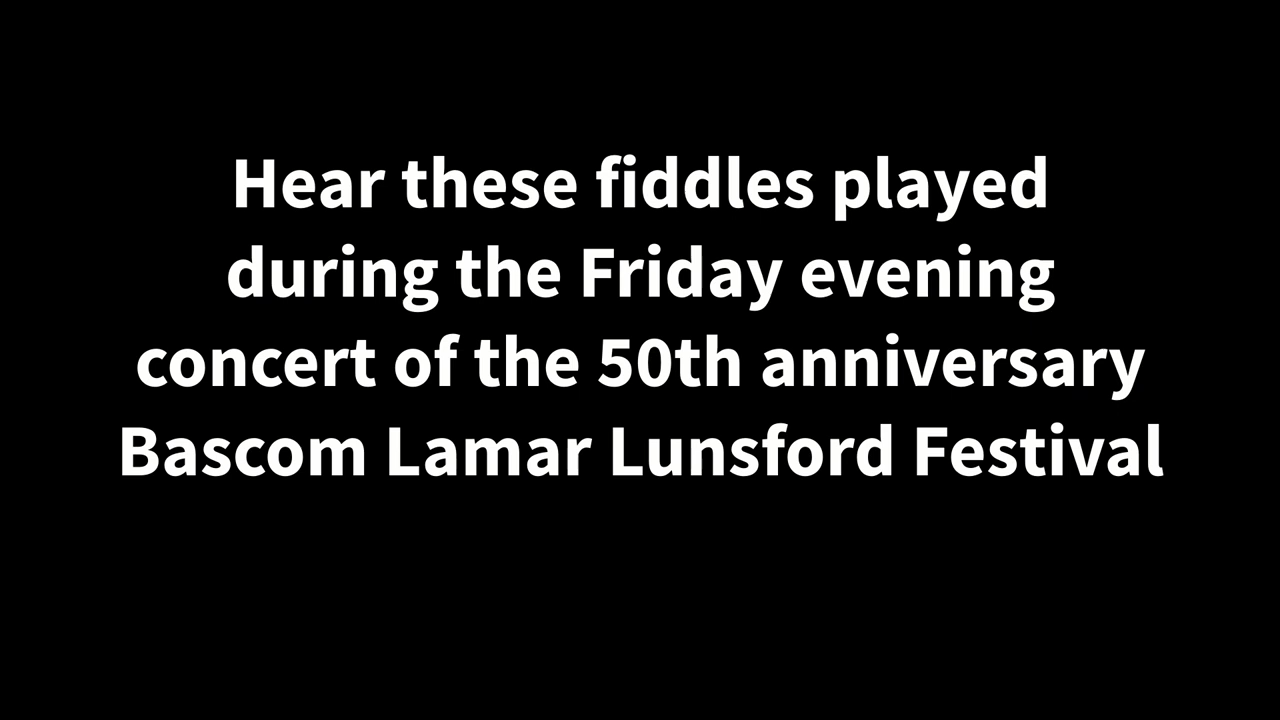 Hear these fiddles played
during the Friday evening
concert of the 50th anniversary
Bascom Lamar Lunsford Festival